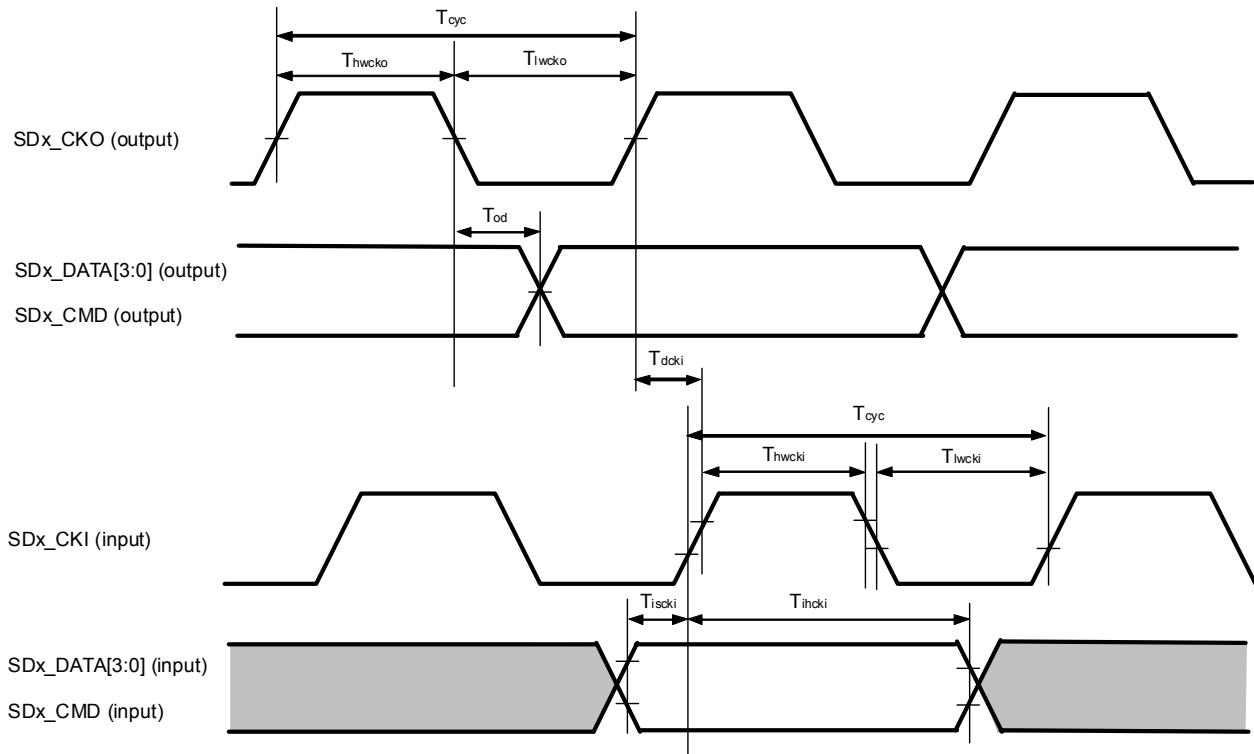 Tcyc
Thwcko
Tlwcko
SDx_CKO (output)
Tod
SDx_DATA[3:0] (output)
SDx_CMD (output)
Tdcki
Tcyc
Thwcki
Tlwcki
SDx_CKI (input)
Tiscki
Tihcki
SDx_DATA[3:0] (input)
SDx_CMD (input)